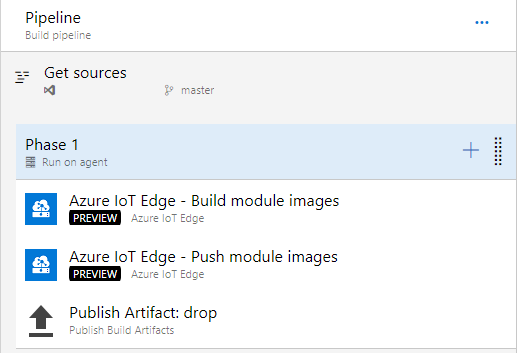 Pipeline
Build pipeline
Get sources
master
Phase 1
Run on agent
Azure IoT Edge - Build module images
PREVIEW Azure IoT Edge
Azure IoT Edge - Push module images
PREVIEW Azure IoT Edge
Publish Artifact: drop
Publish Build Artifacts